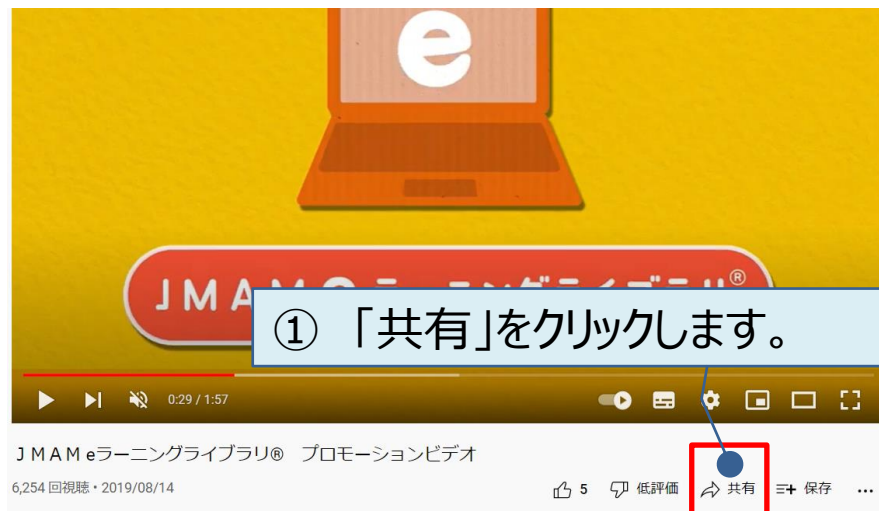 e
JMAM
① 「共有」をクリックします。
0:29 / 1:57
JMAM eラーニングライブラリ® プロモーションビデオ
6,254 回視聴・2019/08/14
5 低評価 共有 保存 …